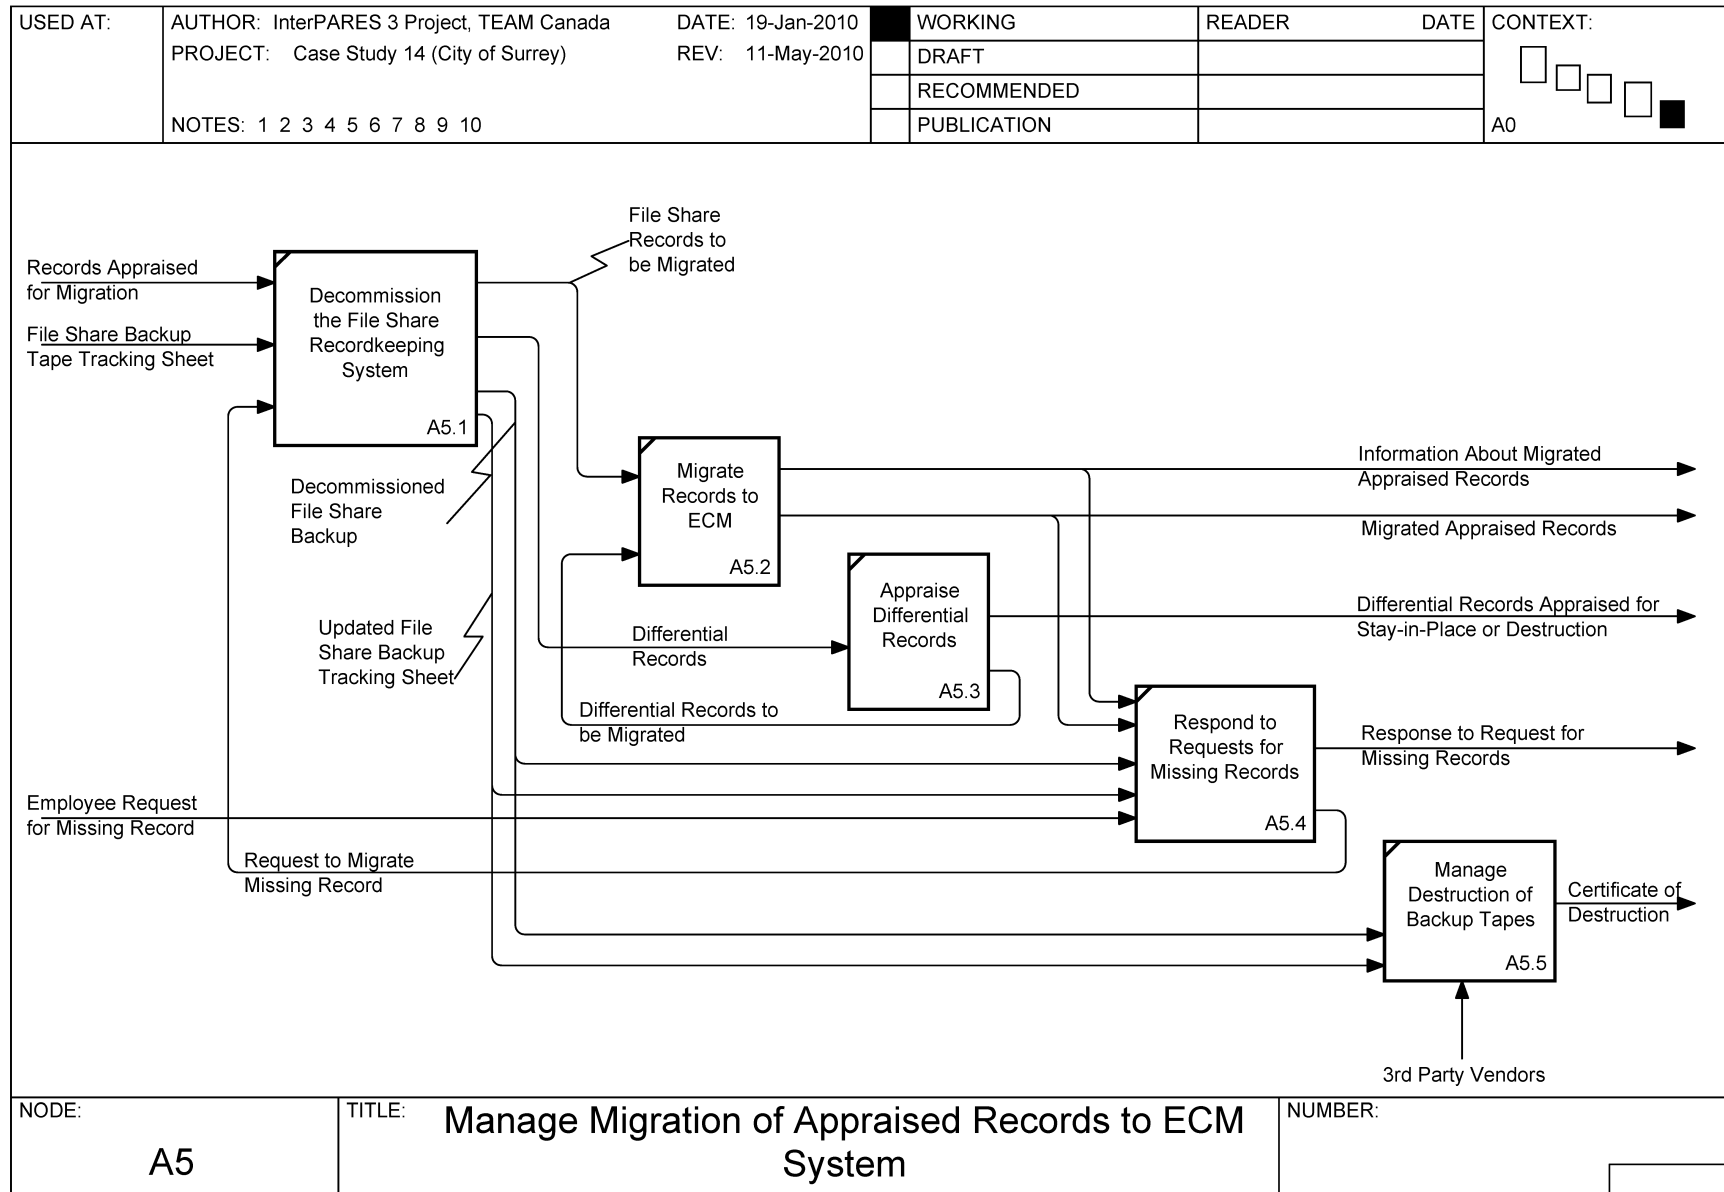 USED AT:
AUTHOR: InterPARES 3 Project, TEAM Canada
DATE: 19-Jan-2010
PROJECT: Case Study 14 (City of Surrey)
REV: 11-May-2010
NOTES: 1 2 3 4 5 6 7 8 9 10
WORKING
DRAFT
RECOMMENDED
PUBLICATION
READER DATE
CONTEXT:
A0
File Share
Records to
be Migrated
Records Appraised
for Migration
File Share Backup
Tape Tracking Sheet
Decommission
the File Share
Recordkeeping
System
A5.1
Decommissioned
File Share
Backup
Migrate
Records to
ECM
A5.2
Information About Migrated
Appraised Records
Migrated Appraised Records
Appraise
Differential
Records
A5.3
Differential Records Appraised for
Stay-in-Place or Destruction
Updated File
Share Backup
Tracking Sheet
Differential
Records
Differential Records to
be Migrated
Respond to
Requests for
Missing Records
A5.4
Response to Request for
Missing Records
Employee Request
for Missing Record
Request to Migrate
Missing Record
Manage
Destruction of
Backup Tapes
A5.5
Certificate of
Destruction
3rd Party Vendors
NODE:
A5
TITLE:
Manage Migration of Appraised Records to ECM
System
NUMBER: